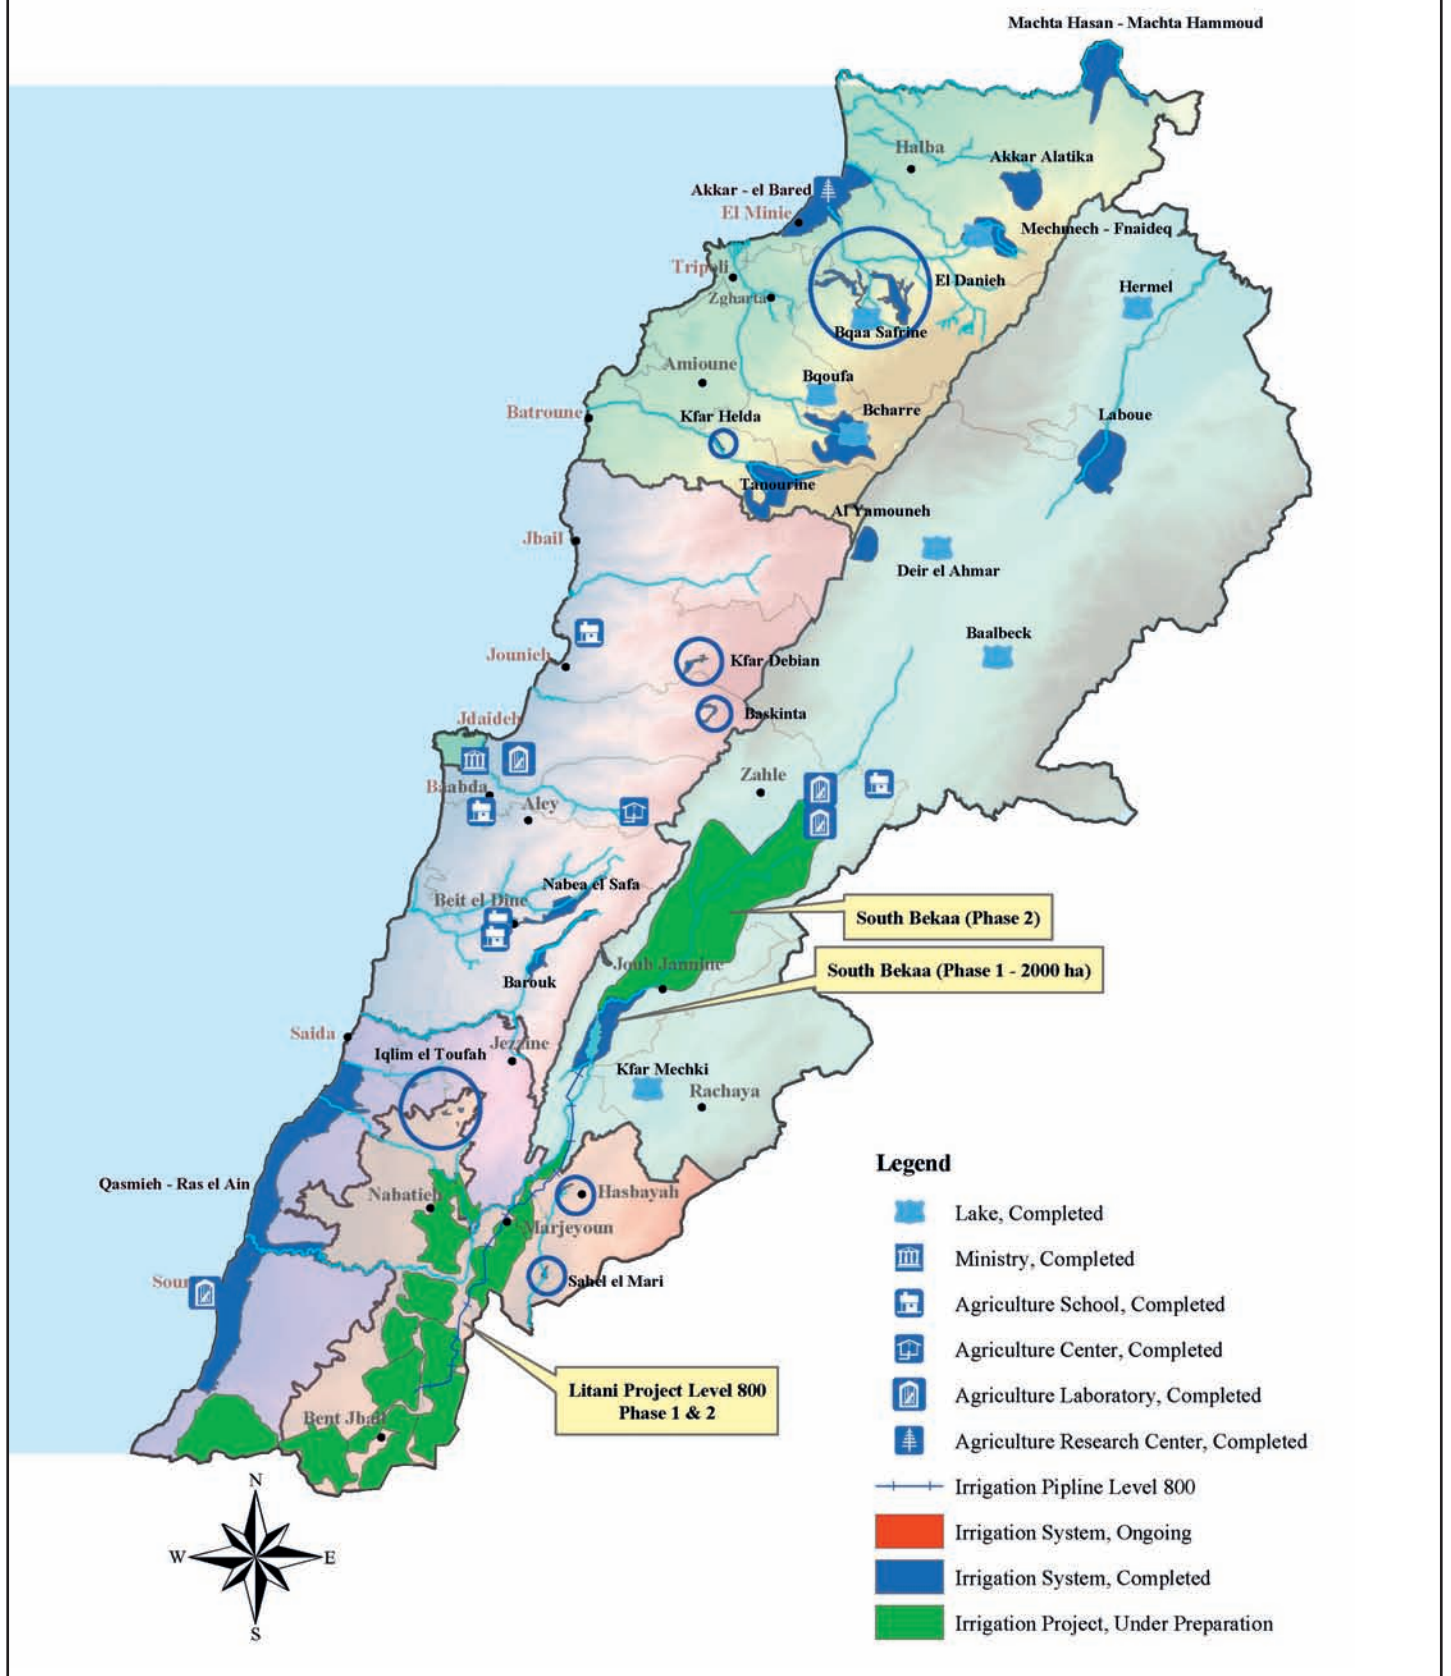 Machta Hasan - Machta Hammoud
Halba
Akkar Alatika
Akkar - el Bared
El Minie
Mechmech - Fnaideq
Tripoli
El Danieh
Hermel
Zgharta
Bqaa Safrine
Amioune
Bqoufa
Batroune
Kfar Helda
Bcharre
Laboue
Tanourine
Al Yamouneh
Jbail
Deir el Ahmar
Baalbeck
Jounieh
Kfar Debian
Baskinta
Jdaideh
Zahle
Baabda
Aley
Nabea el Safa
Beit el Dine
South Bekaa (Phase 2)
Joub Jannine
South Bekaa (Phase 1 - 2000 ha)
Barouk
Saida
Jezzine
Iqlim el Toufah
Kfar Mechki
Rachaya
Qasmieh - Ras el Ain
Nabatieh
Hasbayah
Marjeyoun
Sour
Sahel el Mari
Litani Project Level 800
Phase 1 & 2
Bent Jbail
Legend
Lake, Completed
Ministry, Completed
Agriculture School, Completed
Agriculture Center, Completed
Agriculture Laboratory, Completed
Agriculture Research Center, Completed
Irrigation Pipline Level 800
Irrigation System, Ongoing
Irrigation System, Completed
Irrigation Project, Under Preparation
N
W
E
S